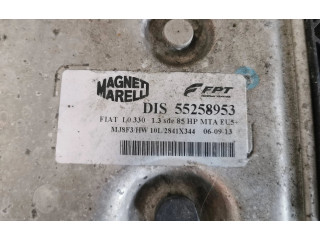 MAGNETI
MARELLI
FPT
DIS 55258953
FIAT L0.330 1.3 sde 85 HP MTA EU5+
MJ8F3/HW 10L/2841X344 06-09-13